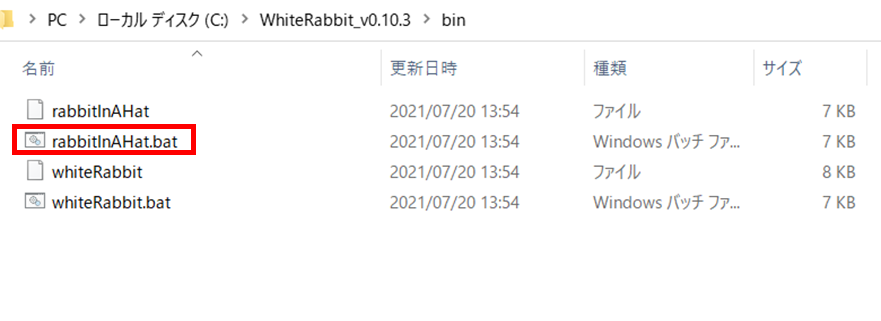 PC > ローカル ディスク (C:) > WhiteRabbit_v0.10.3 > bin
名前 更新日時 種類 サイズ
rabbitInAHat 2021/07/20 13:54 ファイル 7 KB
rabbitInAHat.bat 2021/07/20 13:54 Windows バッチ ファ... 7 KB
whiteRabbit 2021/07/20 13:54 ファイル 8 KB
whiteRabbit.bat 2021/07/20 13:54 Windows バッチ ファ... 7 KB